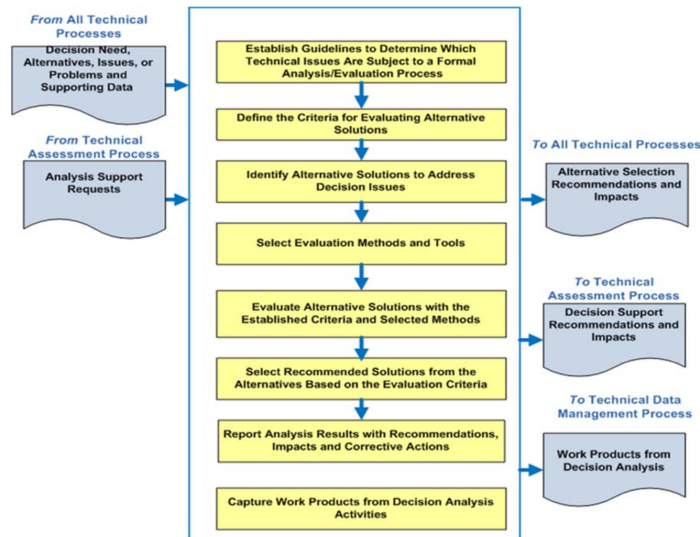 From All Technical
Processes
Decision Need,
Alternatives, Issues, or
Problems and
Supporting Data
From Technical
Assessment Process
Analysis Support
Requests
Establish Guidelines to Determine Which
Technical Issues Are Subject to a Formal
Analysis/Evaluation Process
Define the Criteria for Evaluating Alternative
Solutions
Identify Alternative Solutions to Address
Decision Issues
Select Evaluation Methods and Tools
Evaluate Alternative Solutions with the
Established Criteria and Selected Methods
Select Recommended Solutions from the
Alternatives Based on the Evaluation Criteria
Report Analysis Results with Recommendations,
Impacts and Corrective Actions
Capture Work Products from Decision Analysis
Activities
To All Technical Processes
Alternative Selection
Recommendations and
Impacts
To Technical
Assessment Process
Decision Support
Recommendations and
Impacts
To Technical Data
Management Process
Work Products from
Decision Analysis